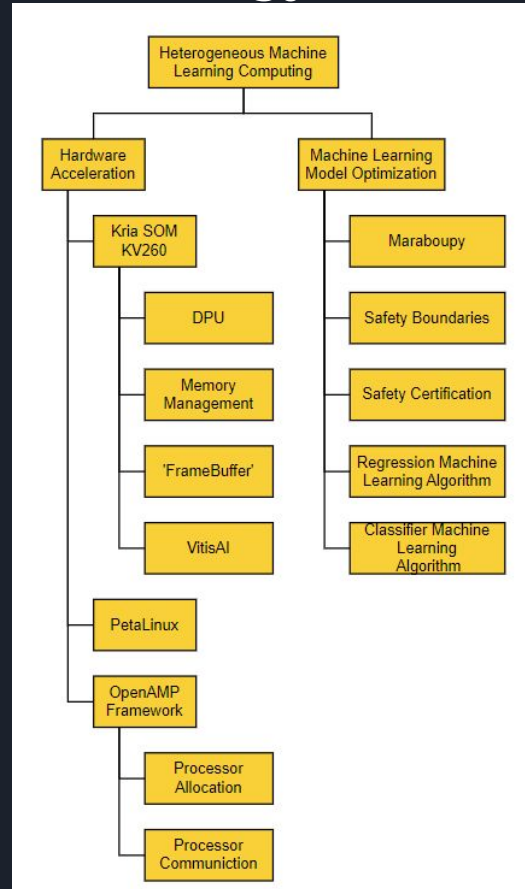 Heterogeneous Machine
Learning Computing
Hardware
Acceleration
Machine Learning
Model Optimization
Kria SOM
KV260
Maraboupy
DPU
Safety Boundaries
Memory
Management
Safety Certification
'FrameBuffer'
Regression Machine
Learning Algorithm
VitisAI
Classifier Machine
Learning
Algorithm
PetaLinux
OpenAMP
Framework
Processor
Allocation
Processor
Communiction